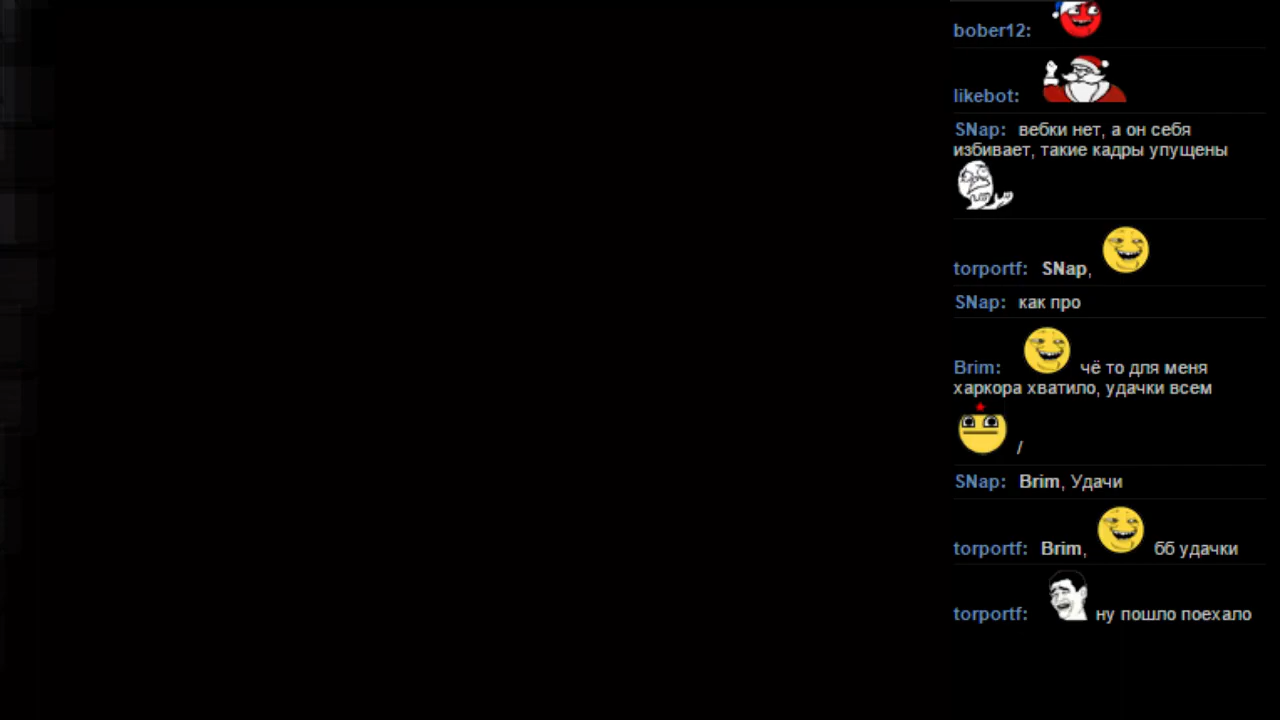 bober12:
likebot:
SNap: вебки нет, а он себя
избивает, такие кадры упущены
torportf: SNap,
SNap: как про
Brim: чё то для меня
харкора хватило, удачки всем
/
SNap: Brim, Удачи
torportf: Brim, бб удачки
torportf: ну пошло поехало